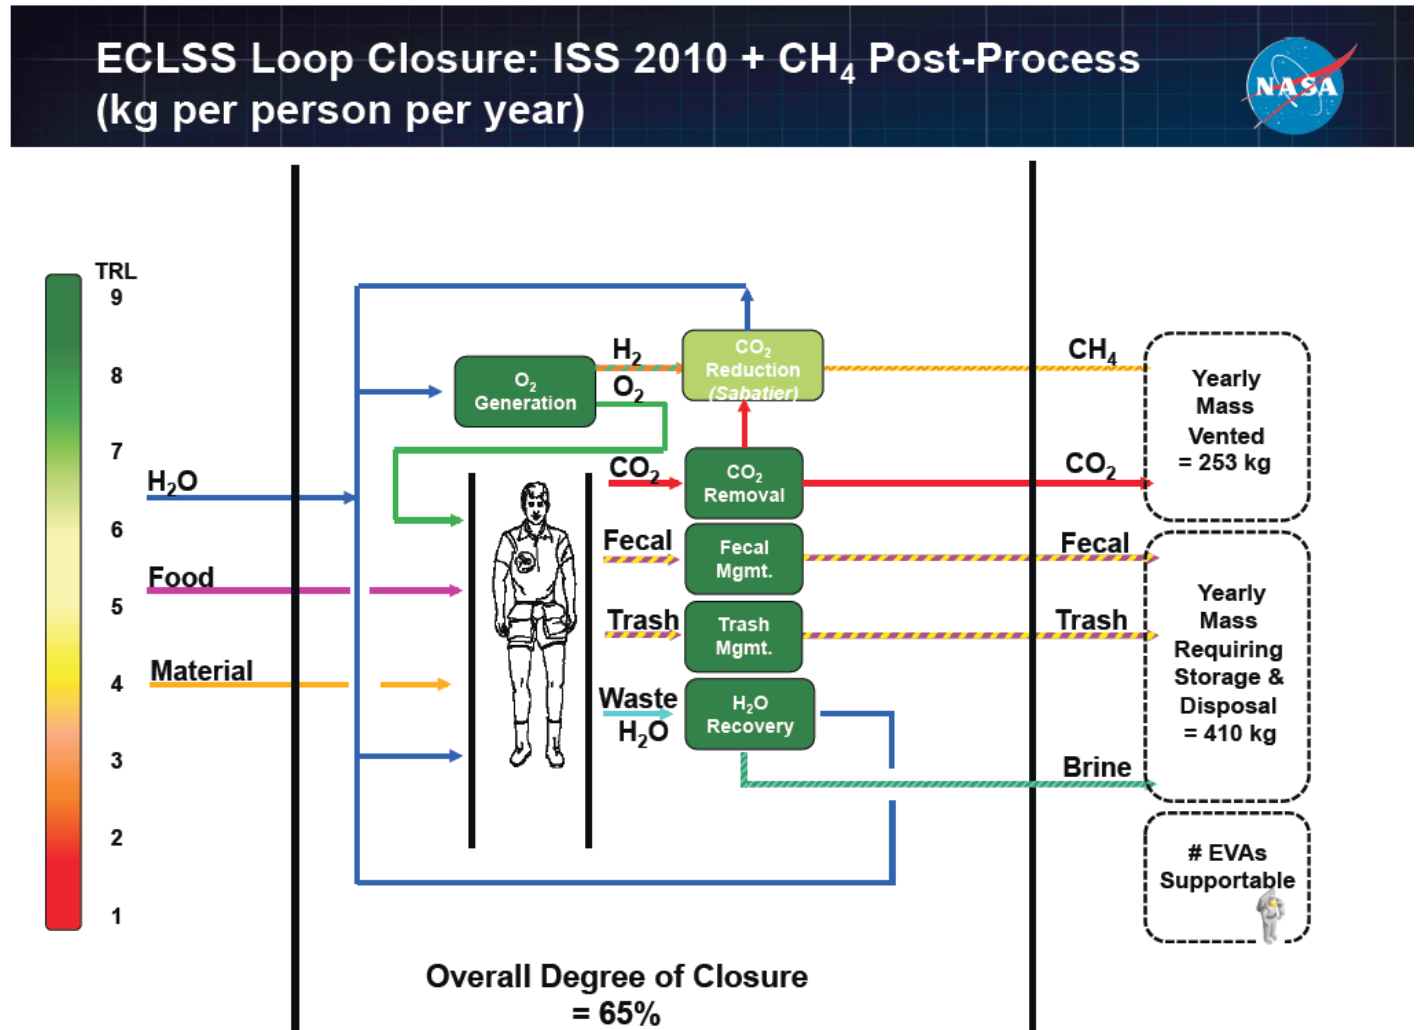 ECLSS Loop Closure: ISS 2010 + CH₄ Post-Process
(kg per person per year)
NASA
TRL
9
8
7
6
5
4
3
2
1
H₂O
Food
Material
O₂
Generation
H₂
O₂
CO₂
Reduction
(Sabatier)
CO₂
CO₂
Removal
Fecal
Fecal
Mgmt.
Trash
Trash
Mgmt.
Waste
H₂O
H₂O
Recovery
CH₄
CO₂
Fecal
Trash
Brine
Yearly
Mass
Vented
= 253 kg
Yearly
Mass
Requiring
Storage &
Disposal
= 410 kg
# EVAs
Supportable
Overall Degree of Closure
= 65%